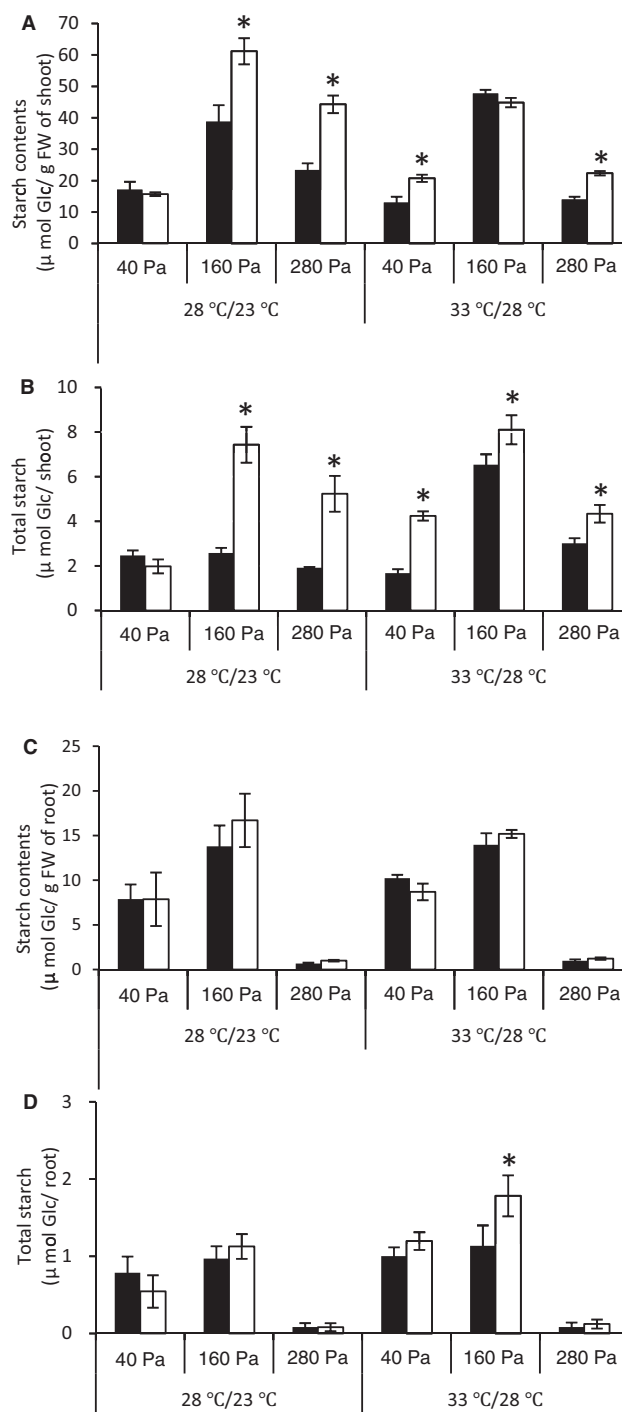 A
Starch contents
(µ mol Glc/ g FW of shoot)
70
60
50
40
30
20
10
0
*
*
*
*
40 Pa 160 Pa 280 Pa 40 Pa 160 Pa 280 Pa
28 °C/23 °C 33 °C/28 °C
B
Total starch
(µ mol Glc/ shoot)
10
8
6
4
2
0
*
*
*
*
*
40 Pa 160 Pa 280 Pa 40 Pa 160 Pa 280 Pa
28 °C/23 °C 33 °C/28 °C
C
Starch contents
(µ mol Glc/ g FW of root)
25
20
15
10
5
0
40 Pa 160 Pa 280 Pa 40 Pa 160 Pa 280 Pa
28 °C/23 °C 33 °C/28 °C
D
Total starch
(µ mol Glc/ root)
3
2
1
0
*
40 Pa 160 Pa 280 Pa 40 Pa 160 Pa 280 Pa
28 °C/23 °C 33 °C/28 °C